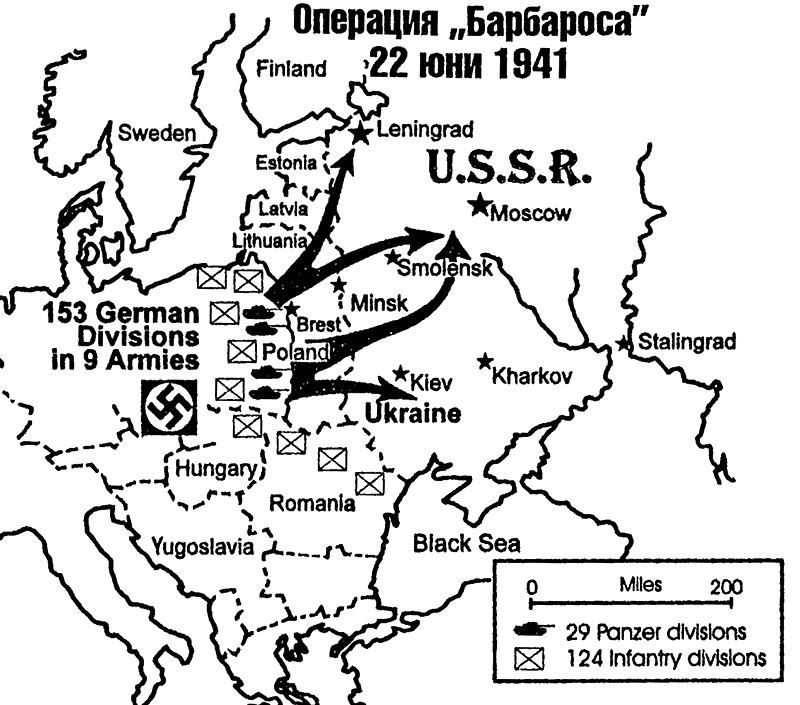 Операция „Барбароса”
22 юни 1941
Finland
Sweden
Leningrad
Estonia
U.S.S.R.
Latvia
Moscow
Lithuania
Smolensk
153 German
Divisions
in 9 Armies
Minsk
Brest
Poland
Stalingrad
Kiev
Kharkov
Ukraine
Hungary
Romania
Yugoslavia
Black Sea
0 Miles 200
29 Panzer divisions
124 Infantry divisions